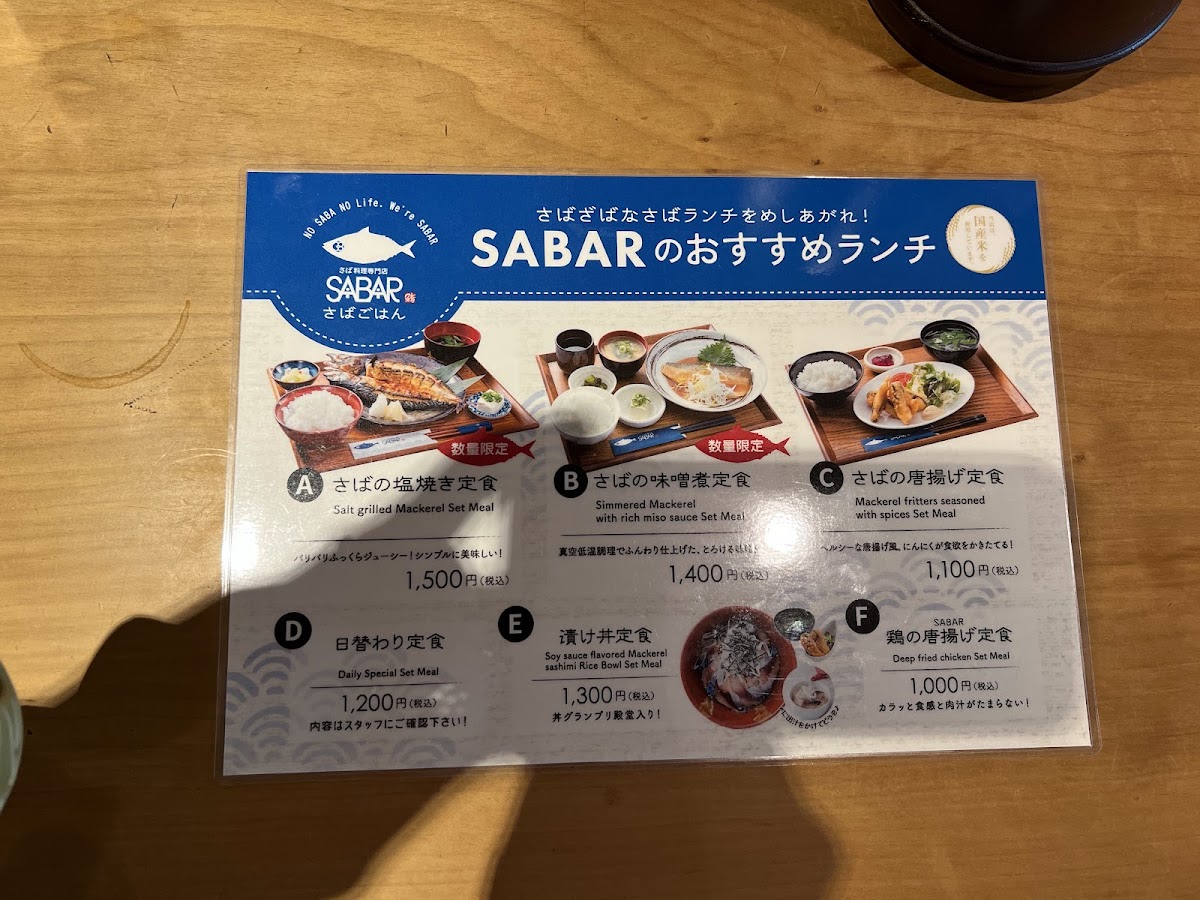 NO SABA NO Life. We're SABAR
さば料理専門店
SABAR
さばごはん
さばざばなさばランチをめしあがれ！
SABARのおすすめランチ
国産米を
数量限定
A さばの塩焼き定食
Salt grilled Mackerel Set Meal
パリパリふっくらジューシー！シンプルに美味しい！
1,500円(税込)
数量限定
B さばの味噌煮定食
Simmered Mackerel
with rich miso sauce Set Meal
真空低温調理でふんわり仕上げた、とろける
1,400円(税込)
C さばの唐揚げ定食
Mackerel fritters seasoned
with spices Set Meal
ヘルシーな唐揚げ風、にんにくが食欲をかきたてる！
1,100円(税込)
D 日替わり定食
Daily Special Set Meal
1,200円(税込)
内容はスタッフにご確認下さい！
E 漬け丼定食
Soy sauce flavored Mackerel
sashimi Rice Bowl Set Meal
1,300円(税込)
丼グランプリ殿堂入り！
F SABAR
鶏の唐揚げ定食
Deep fried chicken Set Meal
1,000円(税込)
カラッと食感と肉汁がたまらない！